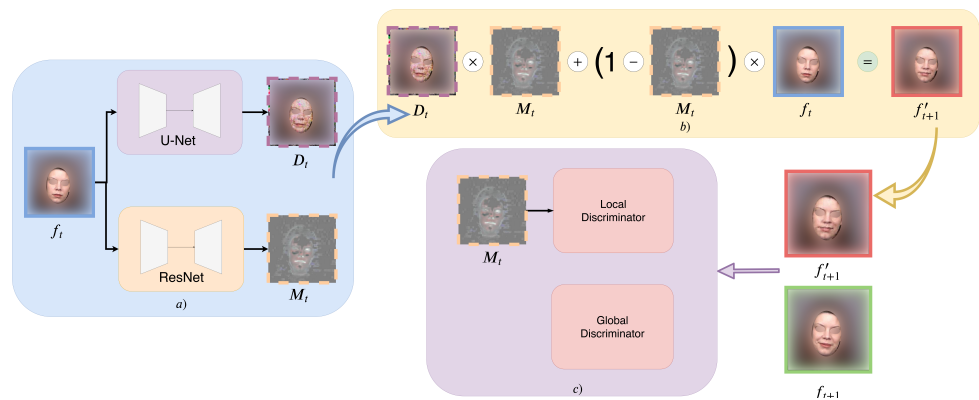 U-Net
D_t
f_t
ResNet
M_t
a)
D_t × M_t + (1 − M_t) × f_t = f′_{t+1}
b)
M_t
Local
Discriminator
Global
Discriminator
c)
f′_{t+1}
f_{t+1}